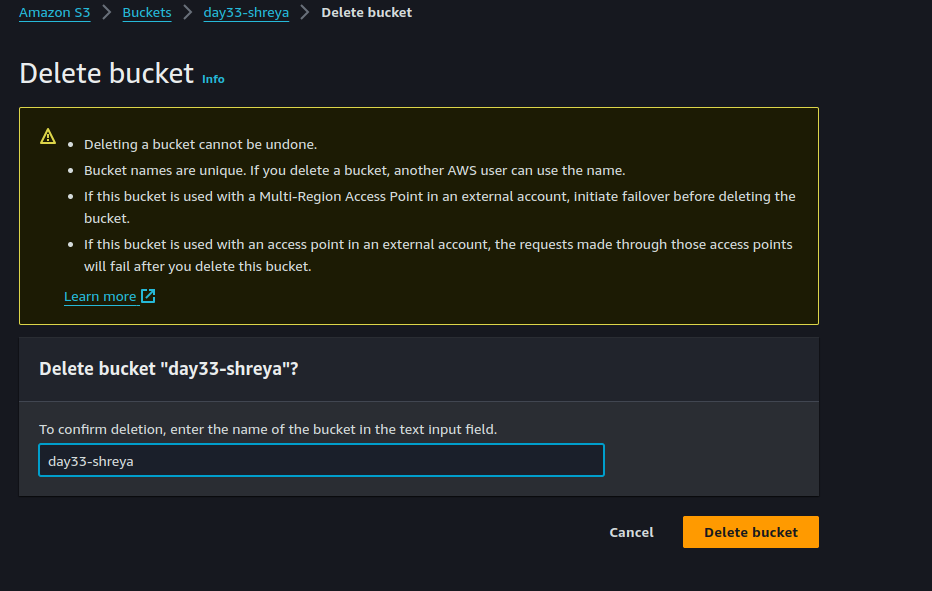 Amazon S3 > Buckets > day33-shreya > Delete bucket
Delete bucket Info
• Deleting a bucket cannot be undone.
• Bucket names are unique. If you delete a bucket, another AWS user can use the name.
• If this bucket is used with a Multi-Region Access Point in an external account, initiate failover before deleting the
bucket.
• If this bucket is used with an access point in an external account, the requests made through those access points
will fail after you delete this bucket.
Learn more
Delete bucket "day33-shreya"?
To confirm deletion, enter the name of the bucket in the text input field.
day33-shreya
Cancel Delete bucket